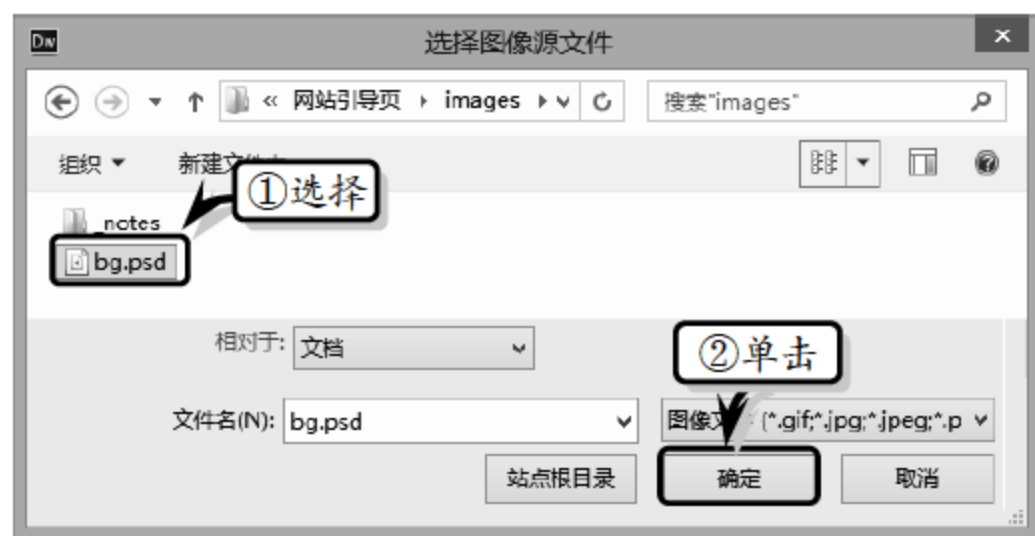 Dw 选择图像源文件 ×
« 网站引导页 images 搜索"images"
组织 新建文件
①选择
_notes
bg.psd
相对于: 文档
②单击
文件名(N): bg.psd 图像文 (*.gif;*.jpg;*.jpeg;*.p
站点根目录 确定 取消